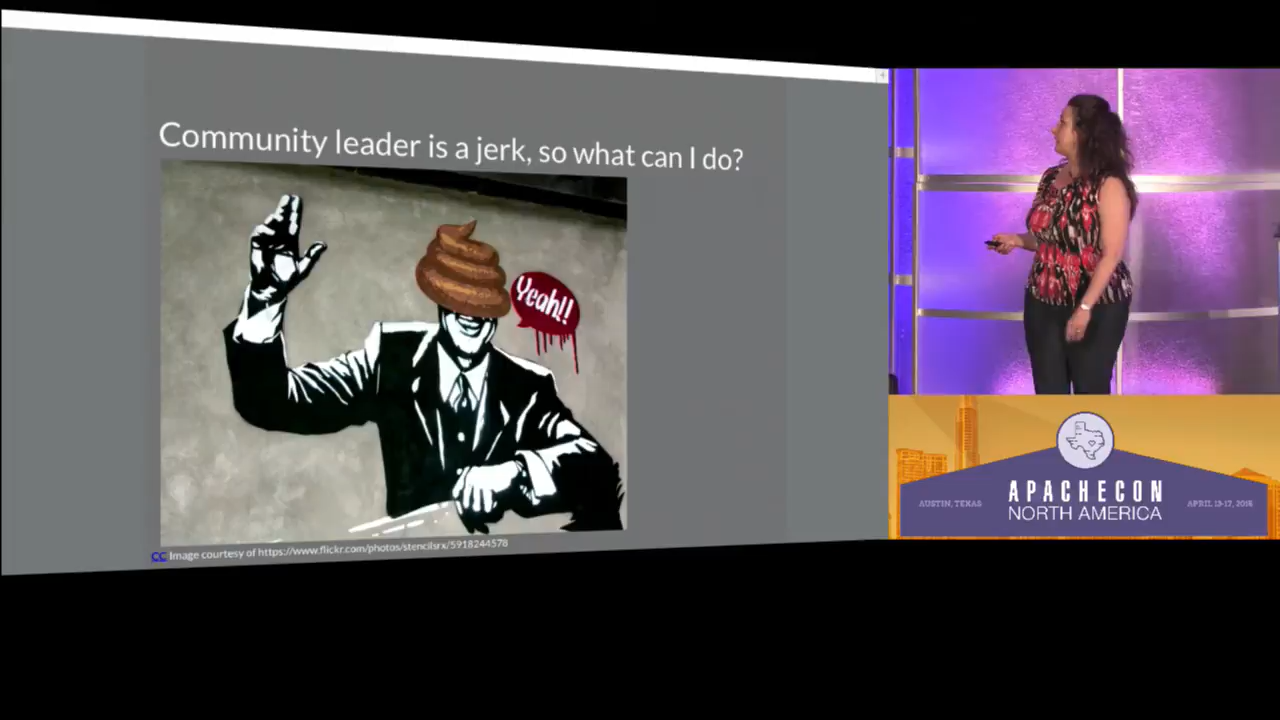 Community leader is a jerk, so what can I do?
Yeah!!
CC Image courtesy of https://www.flickr.com/photos/stencilsrx/5918244578
AUSTIN, TEXAS
APACHECON
NORTH AMERICA
APRIL 13-17, 2015